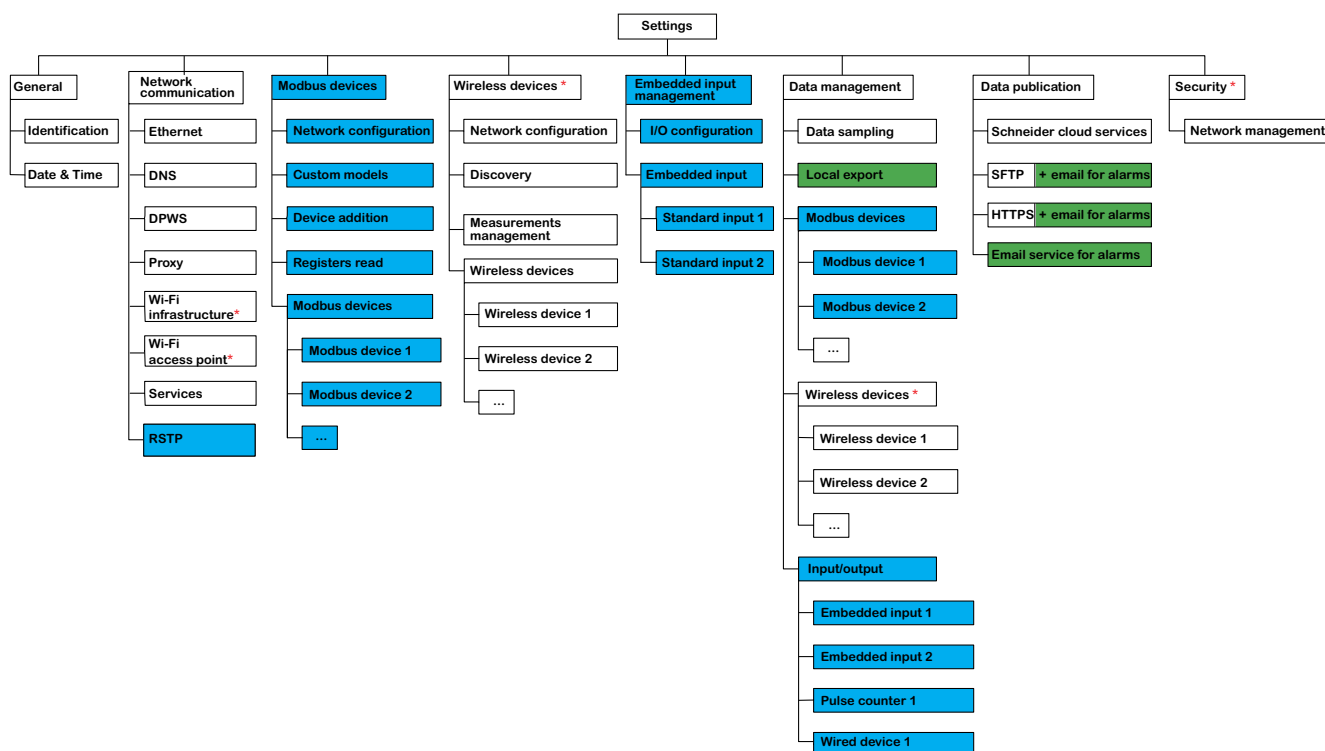 Settings
General
Identification
Date & Time
Network
communication
Ethernet
DNS
DPWS
Proxy
Wi-Fi
infrastructure*
Wi-Fi
access point*
Services
RSTP
Modbus devices
Network configuration
Custom models
Device addition
Registers read
Modbus devices
Modbus device 1
Modbus device 2
...
Wireless devices *
Network configuration
Discovery
Measurements
management
Wireless devices
Wireless device 1
Wireless device 2
...
Embedded input
management
I/O configuration
Embedded input
Standard input 1
Standard input 2
Data management
Data sampling
Local export
Modbus devices
Modbus device 1
Modbus device 2
...
Wireless devices *
Wireless device 1
Wireless device 2
...
Input/output
Embedded input 1
Embedded input 2
Pulse counter 1
Wired device 1
Data publication
Schneider cloud services
SFTP + email for alarms
HTTPS + email for alarms
Email service for alarms
Security *
Network management